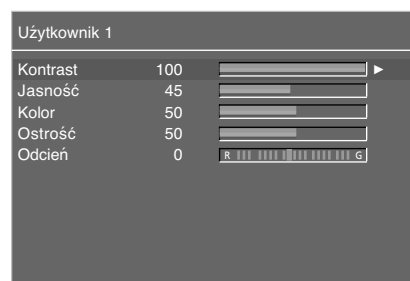 Użytkownik 1
Kontrast 100
Jasność 45
Kolor 50
Ostrość 50
Odcień 0 R G